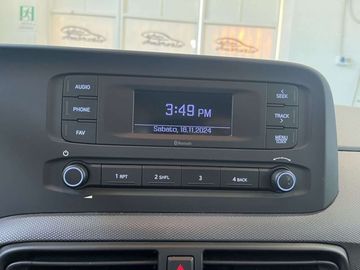 AUDIO
PHONE
FAV
3:49 PM
Sabato, 18.11.2024
Bluetooth
SEEK
TRACK
MENU
CLOCK
1 RPT
2 SHFL
3
4 BACK